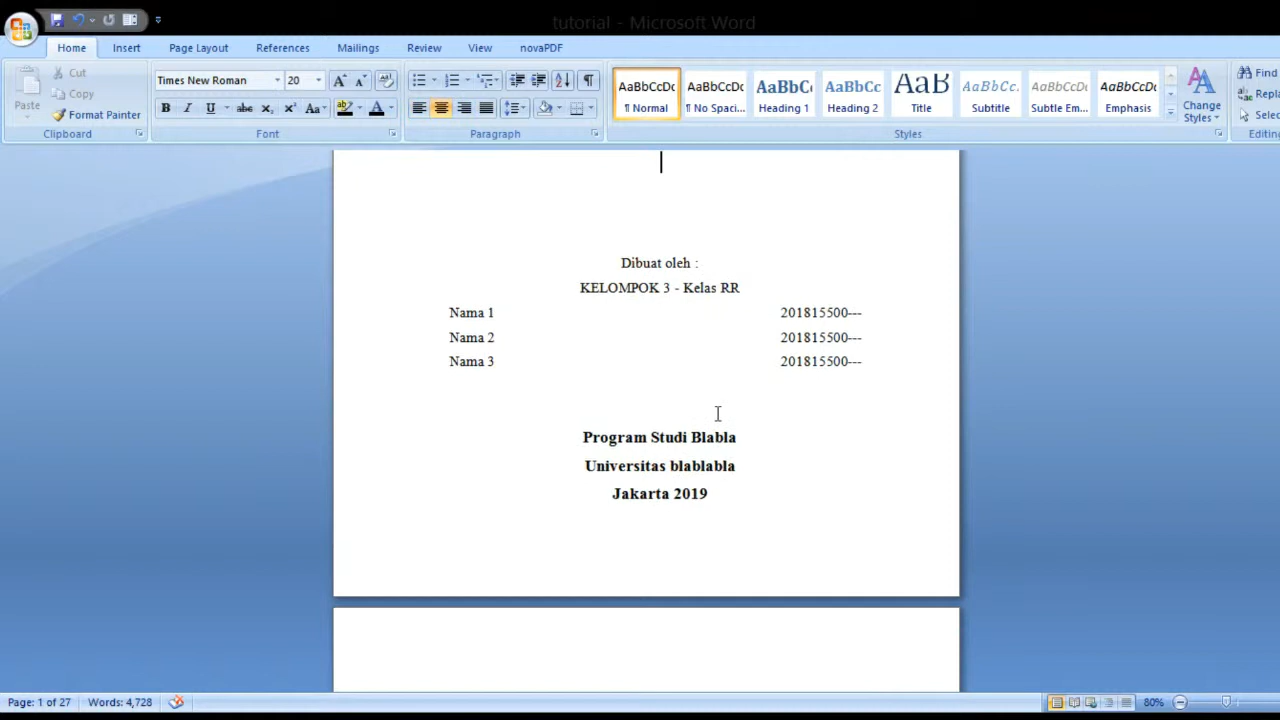 tutorial - Microsoft Word
Home Insert Page Layout References Mailings Review View novaPDF
Cut
Copy
Paste
Format Painter
Clipboard
Times New Roman 20
Font
Paragraph
AaBbCcDc AaBbCcDc AaBbC AaBbCc AaB AaBbCc. AaBbCcDc AaBbCcDc
¶ Normal ¶ No Spaci... Heading 1 Heading 2 Title Subtitle Subtle Em... Emphasis
Change
Styles
Styles
Find
Repla
Selec
Editing
Dibuat oleh :
KELOMPOK 3 - Kelas RR
Nama 1 201815500---
Nama 2 201815500---
Nama 3 201815500---
Program Studi Blabla
Universitas blablabla
Jakarta 2019
Page: 1 of 27 Words: 4,728 80%